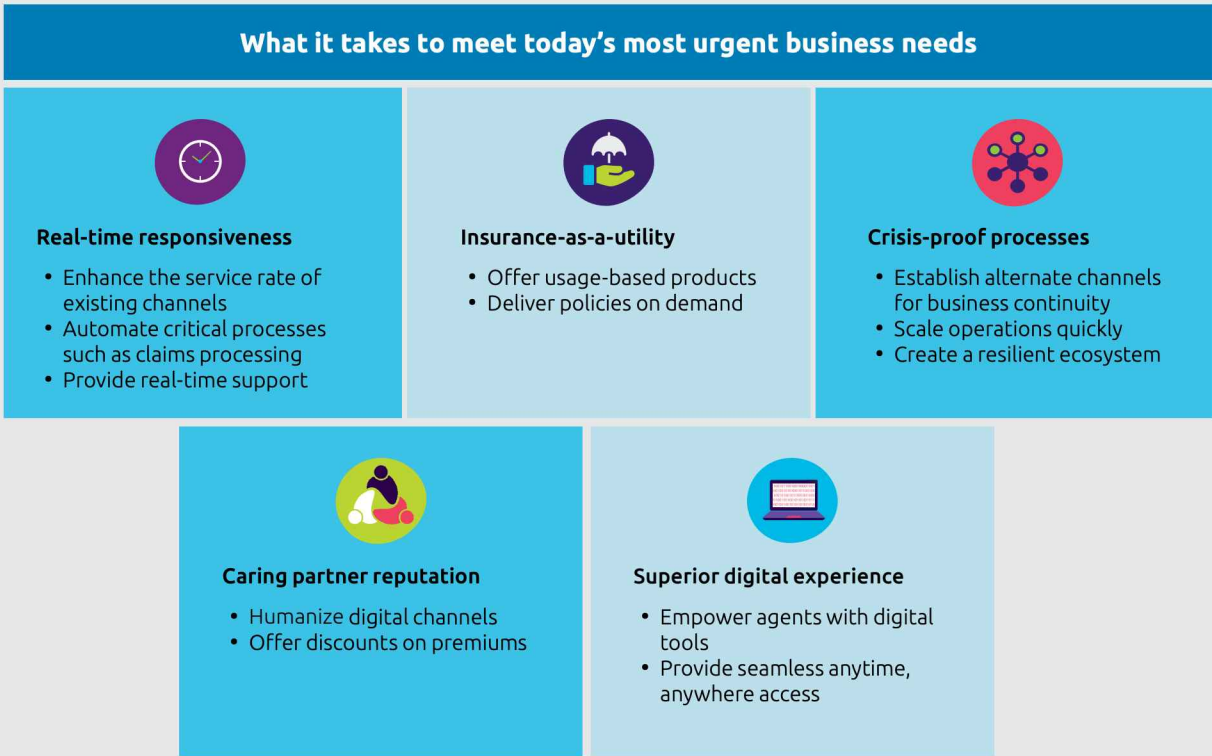 What it takes to meet today's most urgent business needs
Real-time responsiveness
• Enhance the service rate of
existing channels
• Automate critical processes
such as claims processing
• Provide real-time support
Insurance-as-a-utility
• Offer usage-based products
• Deliver policies on demand
Crisis-proof processes
• Establish alternate channels
for business continuity
• Scale operations quickly
• Create a resilient ecosystem
Caring partner reputation
• Humanize digital channels
• Offer discounts on premiums
Superior digital experience
• Empower agents with digital
tools
• Provide seamless anytime,
anywhere access